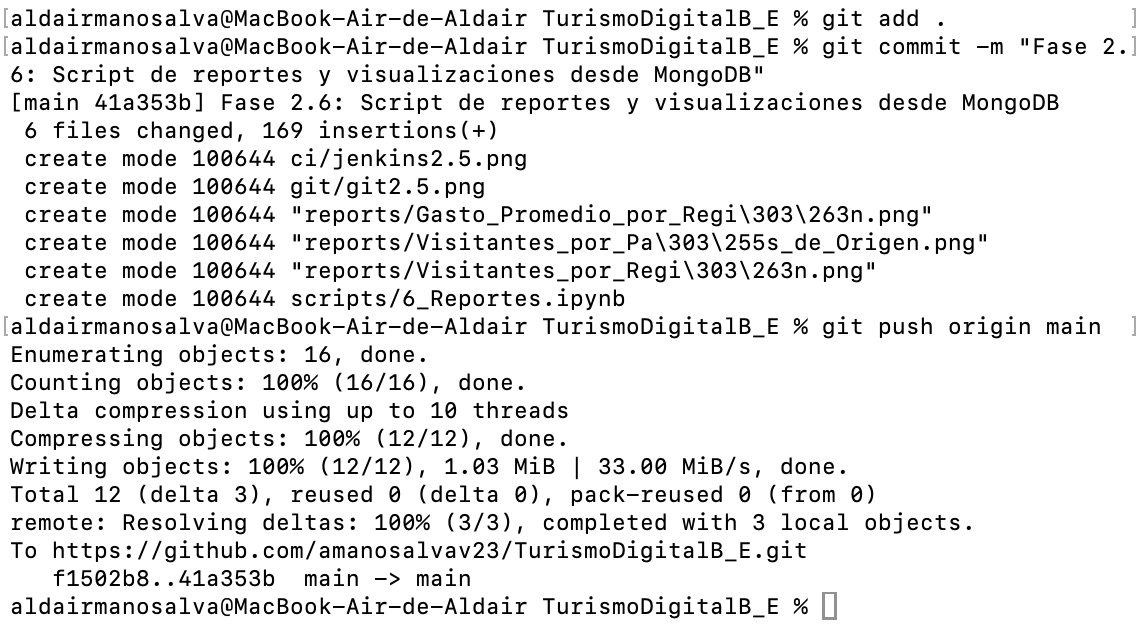 [aldairmanosalva@MacBook-Air-de-Aldair TurismoDigitalB_E % git add .                ]
[aldairmanosalva@MacBook-Air-de-Aldair TurismoDigitalB_E % git commit -m "Fase 2.]
6: Script de reportes y visualizaciones desde MongoDB"
[main 41a353b] Fase 2.6: Script de reportes y visualizaciones desde MongoDB
 6 files changed, 169 insertions(+)
 create mode 100644 ci/jenkins2.5.png
 create mode 100644 git/git2.5.png
 create mode 100644 "reports/Gasto_Promedio_por_Regi\303\263n.png"
 create mode 100644 "reports/Visitantes_por_Pa\303\255s_de_Origen.png"
 create mode 100644 "reports/Visitantes_por_Regi\303\263n.png"
 create mode 100644 scripts/6_Reportes.ipynb
[aldairmanosalva@MacBook-Air-de-Aldair TurismoDigitalB_E % git push origin main  ]
Enumerating objects: 16, done.
Counting objects: 100% (16/16), done.
Delta compression using up to 10 threads
Compressing objects: 100% (12/12), done.
Writing objects: 100% (12/12), 1.03 MiB | 33.00 MiB/s, done.
Total 12 (delta 3), reused 0 (delta 0), pack-reused 0 (from 0)
remote: Resolving deltas: 100% (3/3), completed with 3 local objects.
To https://github.com/amanosalvav23/TurismoDigitalB_E.git
   f1502b8..41a353b  main -> main
aldairmanosalva@MacBook-Air-de-Aldair TurismoDigitalB_E %